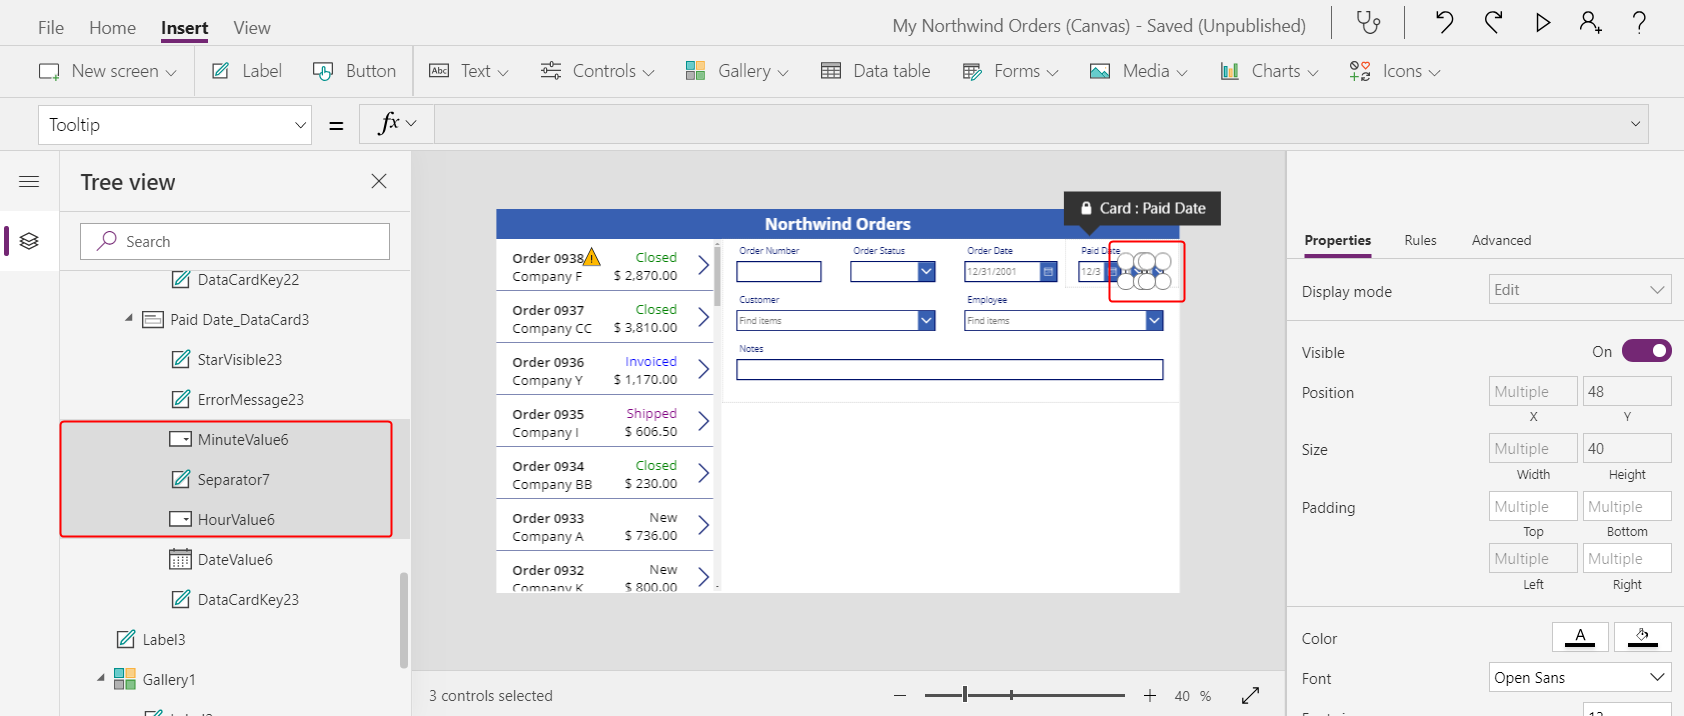 File Home Insert View
My Northwind Orders (Canvas) - Saved (Unpublished)
New screen Label Button Abc Text Controls Gallery Data table Forms Media Charts Icons
Tooltip = fx
Tree view
Search
DataCardKey22
Paid Date_DataCard3
StarVisible23
ErrorMessage23
MinuteValue6
Separator7
HourValue6
DateValue6
DataCardKey23
Label3
Gallery1
Card : Paid Date
Northwind Orders
Order 0938 Closed
Company F $ 2,870.00
Order 0937 Closed
Company CC $ 3,810.00
Order 0936 Invoiced
Company Y $ 1,170.00
Order 0935 Shipped
Company I $ 606.50
Order 0934 Closed
Company BB $ 230.00
Order 0933 New
Company A $ 736.00
Order 0932 New
Company K $ 800.00
Order Number Order Status Order Date Paid Date
12/31/2001 12/3
Customer Employee
Find items Find items
Notes
3 controls selected
40 %
Properties Rules Advanced
Display mode Edit
Visible On
Position Multiple 48
X Y
Size Multiple 40
Width Height
Padding Multiple Multiple
Top Bottom
Multiple Multiple
Left Right
Color A
Font Open Sans